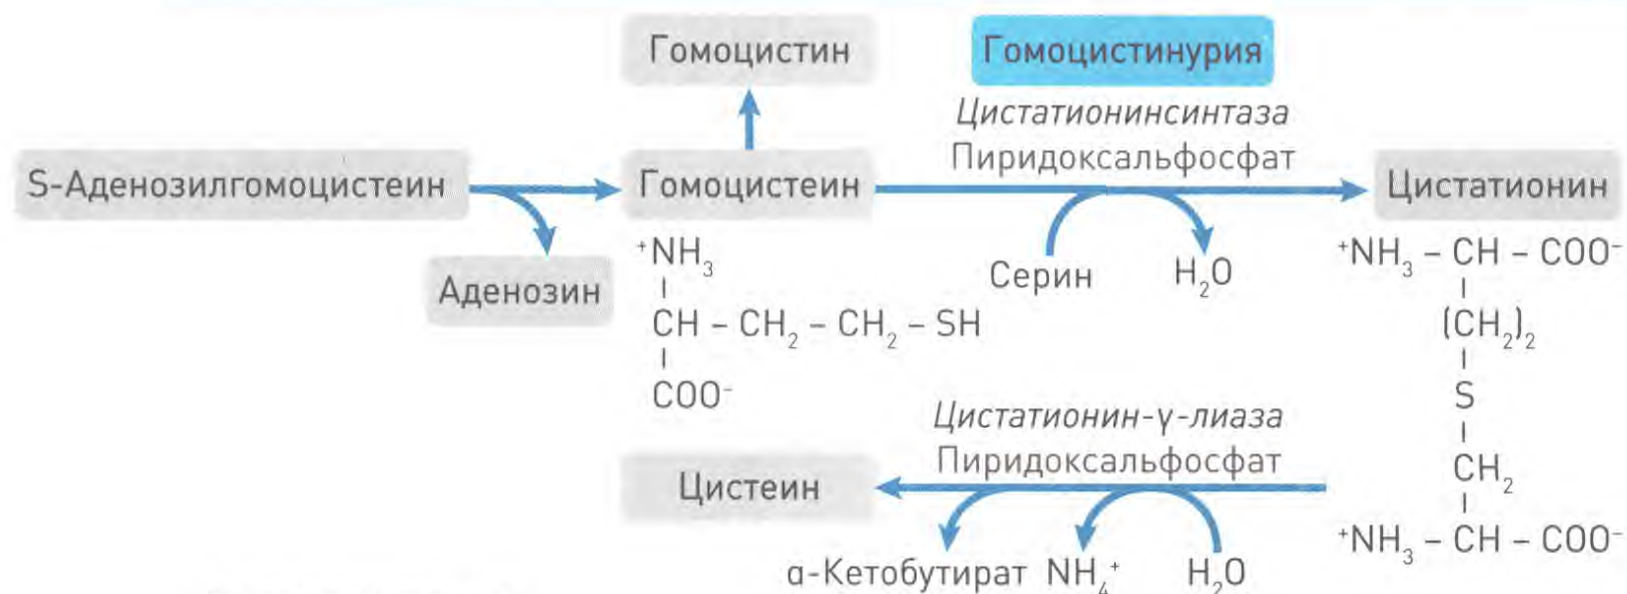 Гомоцистин
Гомоцистинурия
Цистатионинсинтаза
Пиридоксальфосфат
S-Аденозилгомоцистеин
Гомоцистеин
Цистатионин
Аденозин
Серин
H₂O
⁺NH₃
CH – CH₂ – CH₂ – SH
COO⁻
⁺NH₃ – CH – COO⁻
(CH₂)₂
S
CH₂
⁺NH₃ – CH – COO⁻
Цистатионин-γ-лиаза
Пиридоксальфосфат
Цистеин
α-Кетобутират
NH₄⁺
H₂O